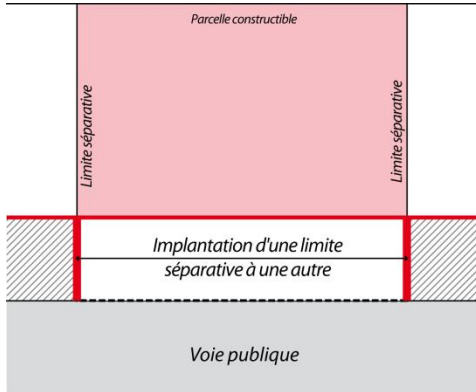 Parcelle constructible
Limite séparative
Limite séparative
Implantation d'une limite
séparative à une autre
Voie publique